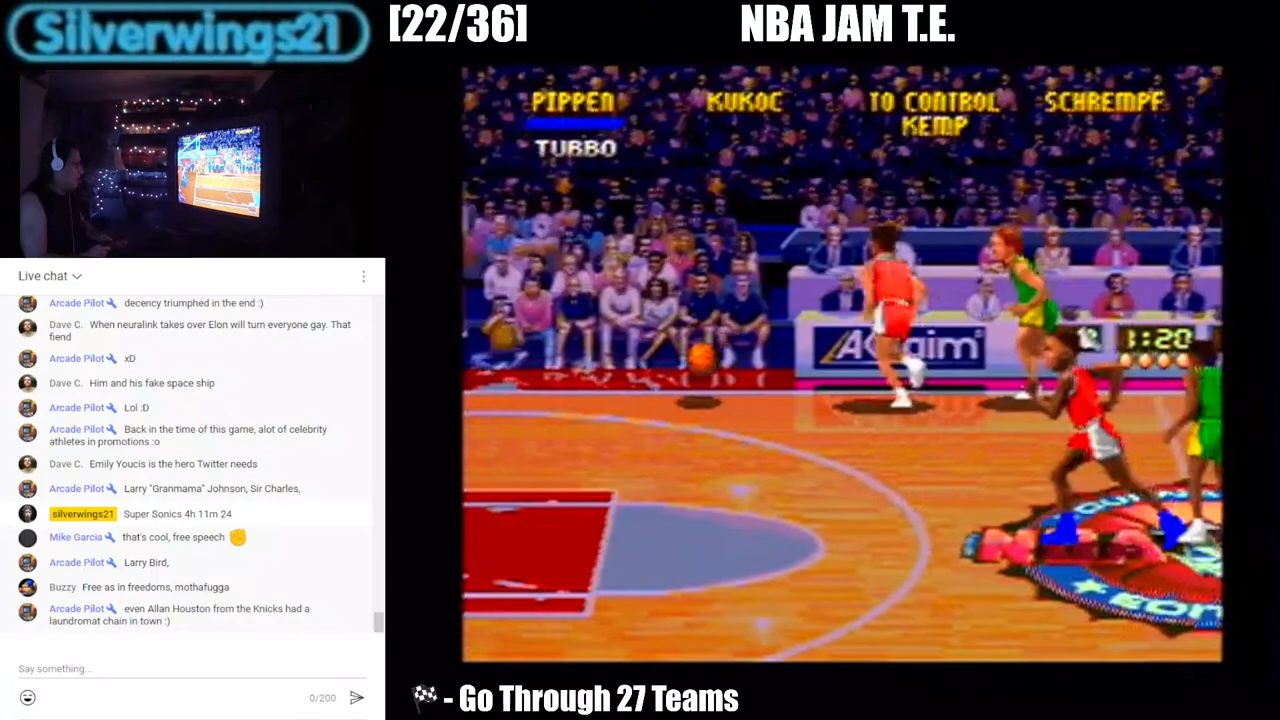 Silverwings21
[22/36]
NBA JAM T.E.
PIPPEN
TURBO
KUKOC
TO CONTROL
KEMP
SCHREMPF
Live chat
Arcade Pilot decency triumphed in the end :)
Dave C. When neuralink takes over Elon will turn everyone gay. That
fiend
Arcade Pilot xD
Dave C. Him and his fake space ship
Arcade Pilot Lol :D
Arcade Pilot Back in the time of this game, alot of celebrity
athletes in promotions :o
Dave C. Emily Youcis is the hero Twitter needs
Arcade Pilot Larry "Granmama" Johnson, Sir Charles,
silverwings21 Super Sonics 4h 11m 24
Mike Garcia that's cool, free speech ✊
Arcade Pilot Larry Bird,
Buzzy Free as in freedoms, mothafugga
Arcade Pilot even Allan Houston from the Knicks had a
laundromat chain in town :)
Say something...
0/200
AKclaim
1:20
🏁 - Go Through 27 Teams